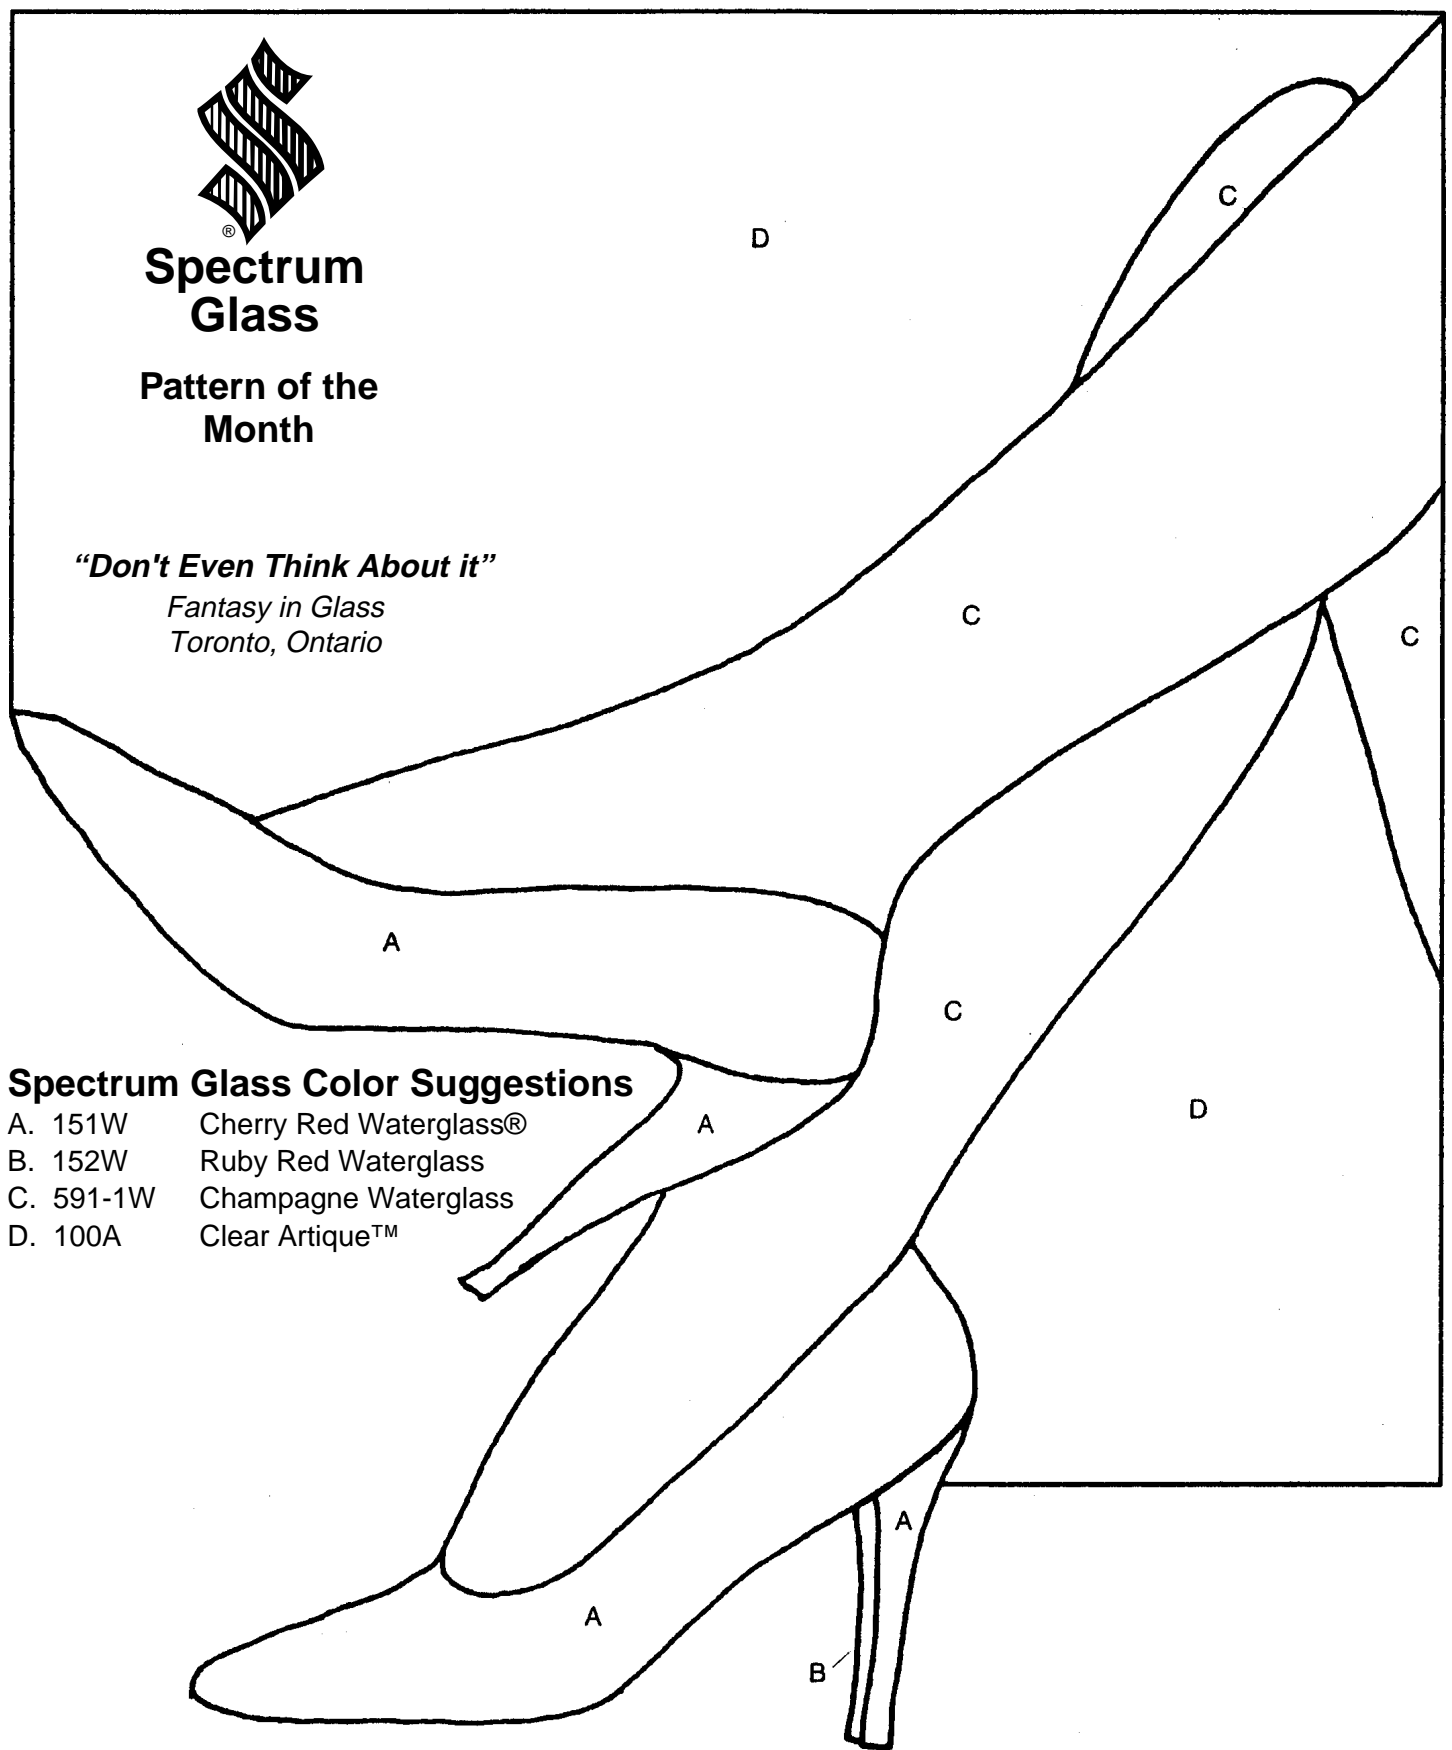 ®
Spectrum
Glass
Pattern of the
Month
“Don't Even Think About it”
Fantasy in Glass
Toronto, Ontario
D
C
C
C
A
C
D
A
Spectrum Glass Color Suggestions
A. 151W Cherry Red Waterglass®
B. 152W Ruby Red Waterglass
C. 591-1W Champagne Waterglass
D. 100A Clear Artique™
A
A
B